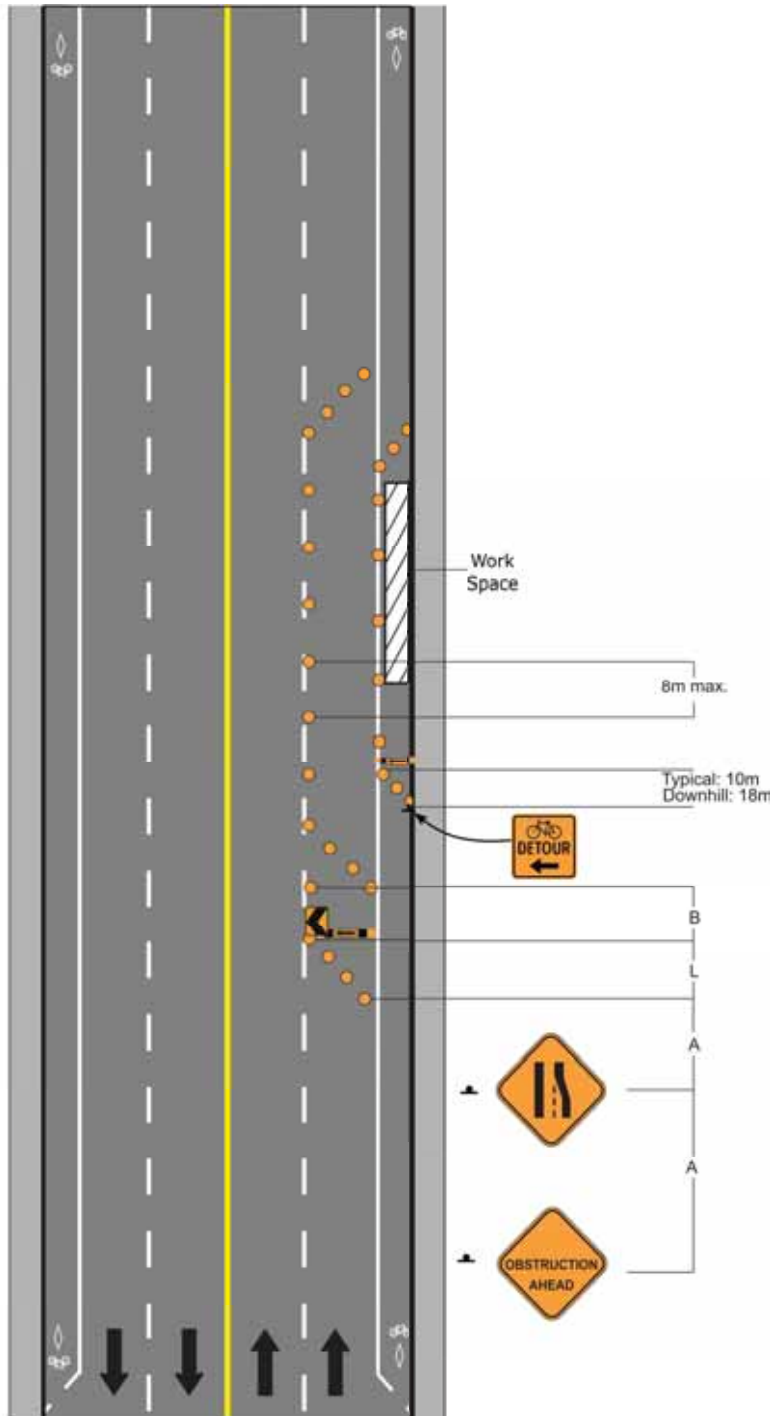 Work
Space
8m max.
Typical: 10m
Downhill: 18m
DETOUR
B
L
A
A
OBSTRUCTION
AHEAD